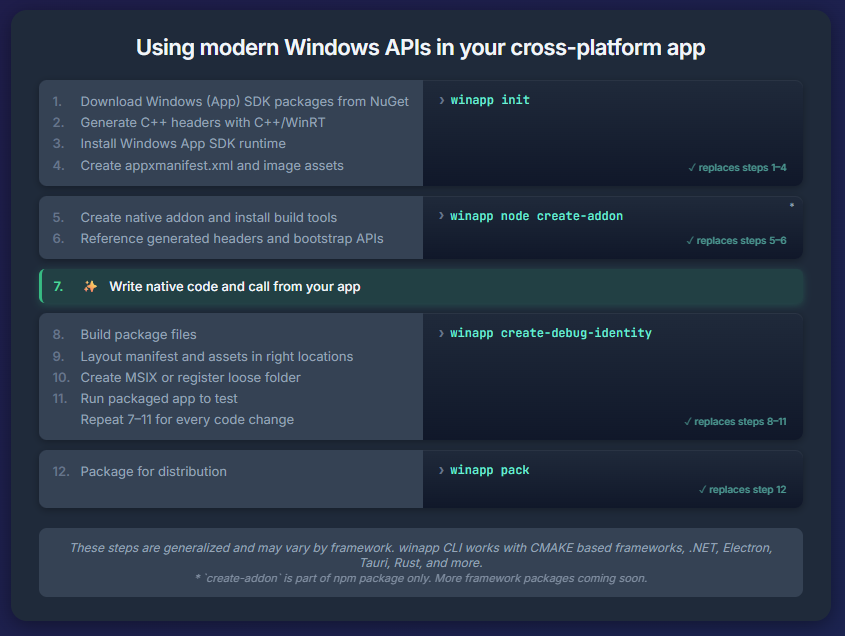 Using modern Windows APIs in your cross-platform app
1. Download Windows (App) SDK packages from NuGet
2. Generate C++ headers with C++/WinRT
3. Install Windows App SDK runtime
4. Create appxmanifest.xml and image assets
› winapp init
✓ replaces steps 1–4
5. Create native addon and install build tools
6. Reference generated headers and bootstrap APIs
› winapp node create-addon
*
✓ replaces steps 5–6
7. ✨ Write native code and call from your app
8. Build package files
9. Layout manifest and assets in right locations
10. Create MSIX or register loose folder
11. Run packaged app to test
Repeat 7–11 for every code change
› winapp create-debug-identity
✓ replaces steps 8–11
12. Package for distribution
› winapp pack
✓ replaces step 12
These steps are generalized and may vary by framework. winapp CLI works with CMAKE based frameworks, .NET, Electron,
Tauri, Rust, and more.
* `create-addon` is part of npm package only. More framework packages coming soon.